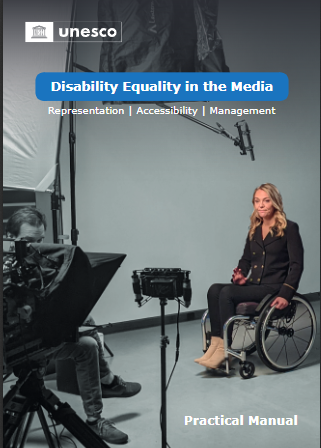 unesco
Disability Equality in the Media
Representation | Accessibility | Management
Practical Manual